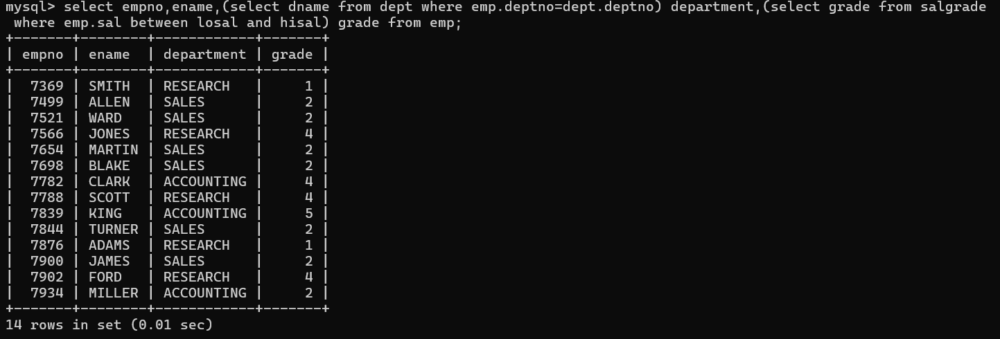 mysql> select empno,ename,(select dname from dept where emp.deptno=dept.deptno) department,(select grade from salgrade
 where emp.sal between losal and hisal) grade from emp;
+-------+--------+------------+-------+
| empno | ename  | department | grade |
+-------+--------+------------+-------+
|  7369 | SMITH  | RESEARCH   |     1 |
|  7499 | ALLEN  | SALES      |     2 |
|  7521 | WARD   | SALES      |     2 |
|  7566 | JONES  | RESEARCH   |     4 |
|  7654 | MARTIN | SALES      |     2 |
|  7698 | BLAKE  | SALES      |     2 |
|  7782 | CLARK  | ACCOUNTING |     4 |
|  7788 | SCOTT  | RESEARCH   |     4 |
|  7839 | KING   | ACCOUNTING |     5 |
|  7844 | TURNER | SALES      |     2 |
|  7876 | ADAMS  | RESEARCH   |     1 |
|  7900 | JAMES  | SALES      |     2 |
|  7902 | FORD   | RESEARCH   |     4 |
|  7934 | MILLER | ACCOUNTING |     2 |
+-------+--------+------------+-------+
14 rows in set (0.01 sec)